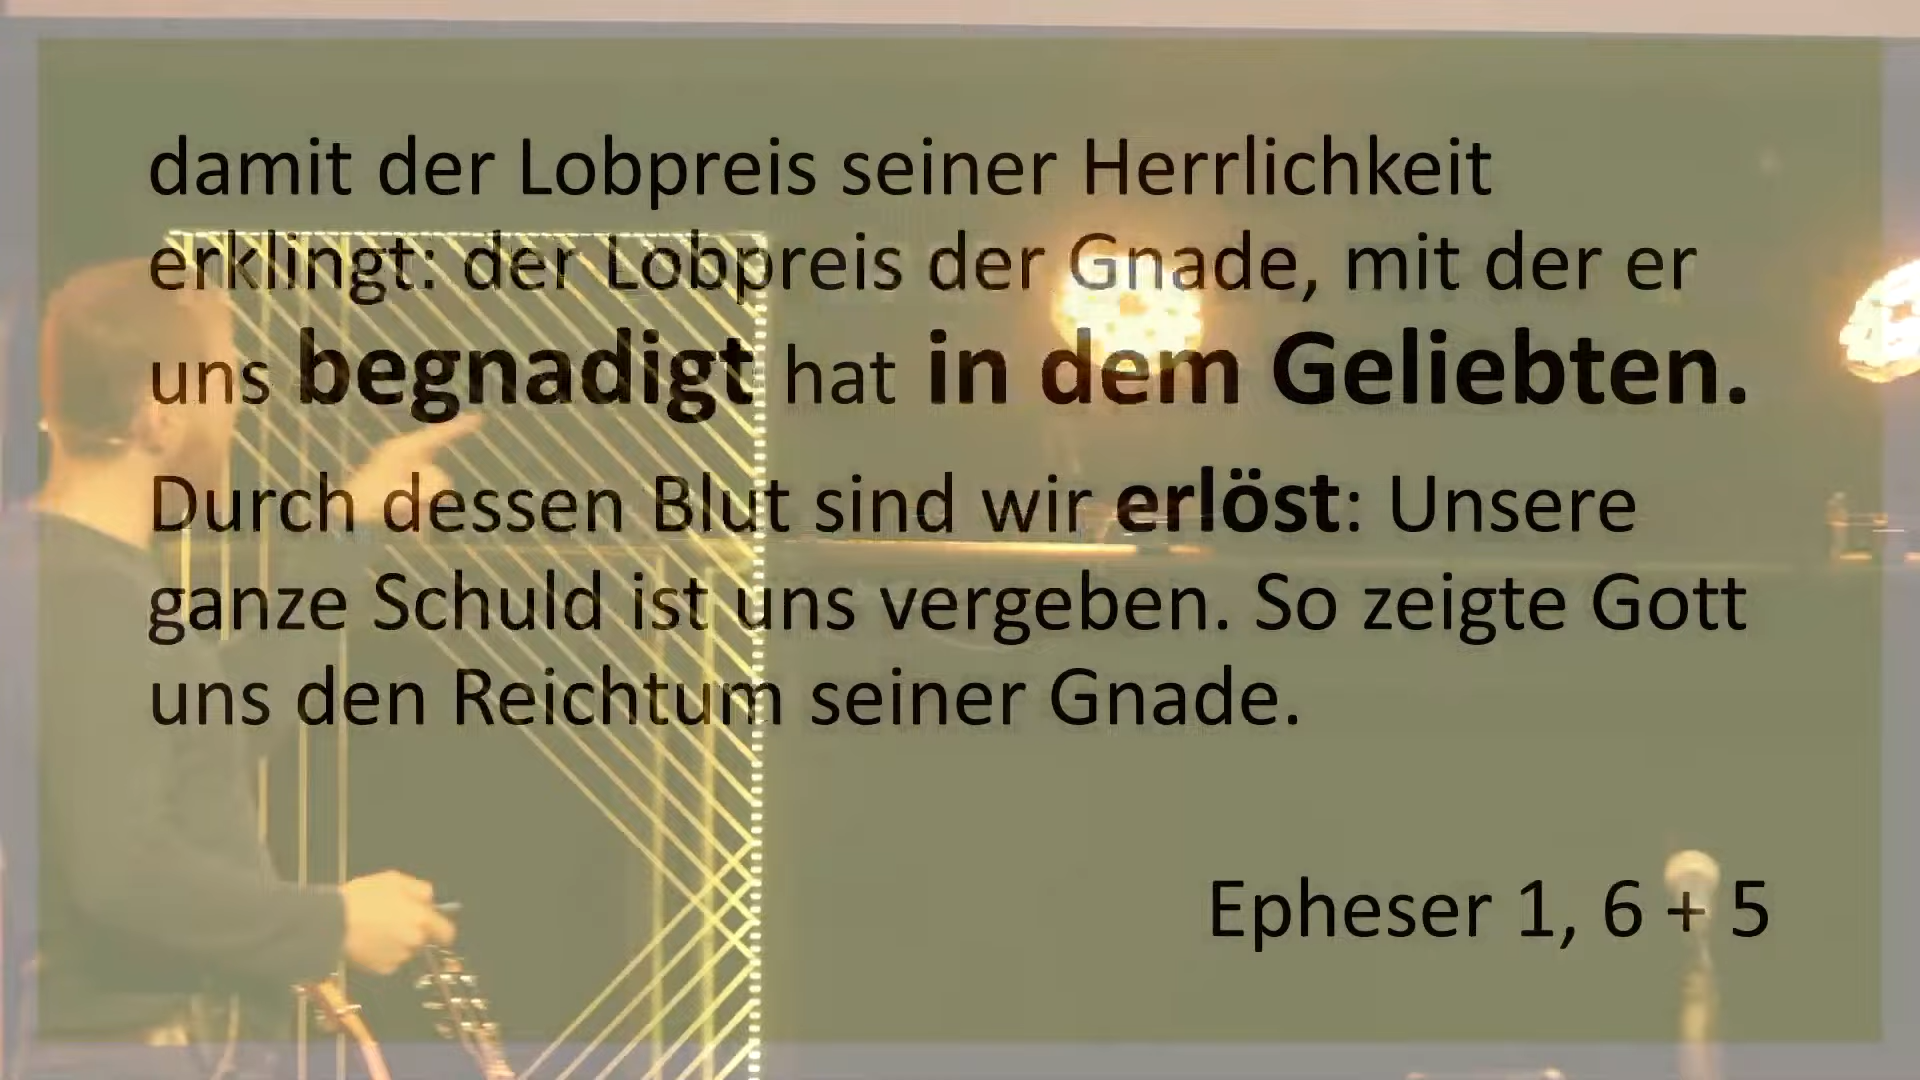 damit der Lobpreis seiner Herrlichkeit
erklingt: der Lobpreis der Gnade, mit der er
uns begnadigt hat in dem Geliebten.
Durch dessen Blut sind wir erlöst: Unsere
ganze Schuld ist uns vergeben. So zeigte Gott
uns den Reichtum seiner Gnade.
Epheser 1, 6 + 5